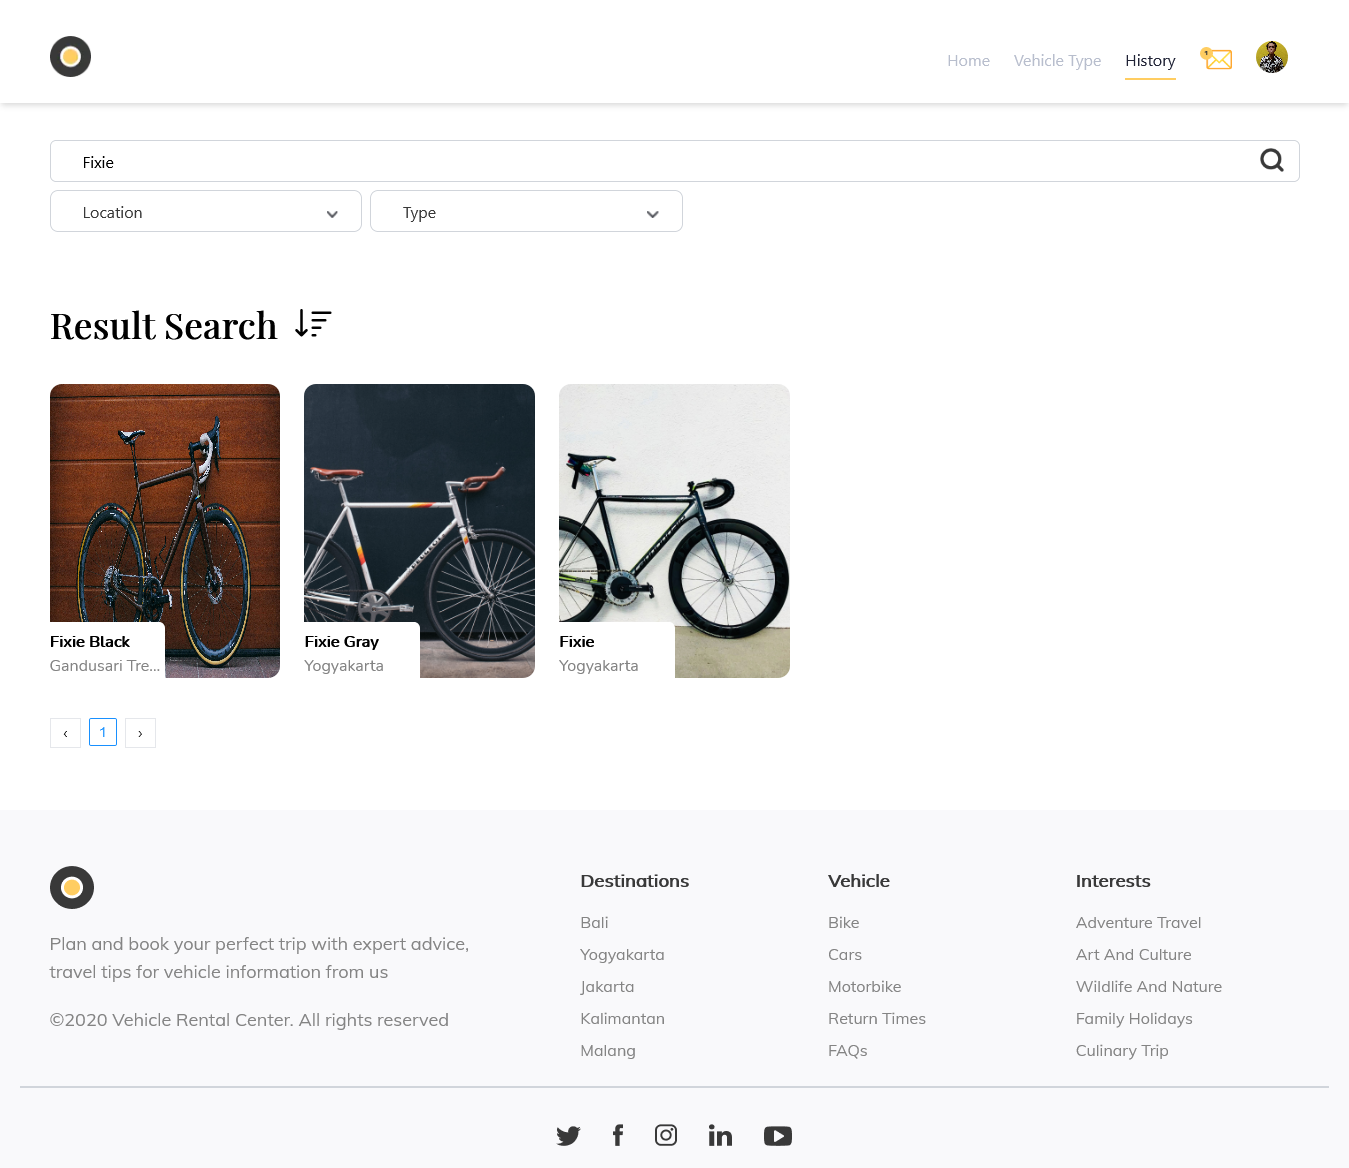 Home Vehicle Type History 1
Fixie
Location Type
Result Search
Fixie Black
Gandusari Tre...
Fixie Gray
Yogyakarta
Fixie
Yogyakarta
‹ 1 ›
Plan and book your perfect trip with expert advice,
travel tips for vehicle information from us
©2020 Vehicle Rental Center. All rights reserved
Destinations
Bali
Yogyakarta
Jakarta
Kalimantan
Malang
Vehicle
Bike
Cars
Motorbike
Return Times
FAQs
Interests
Adventure Travel
Art And Culture
Wildlife And Nature
Family Holidays
Culinary Trip